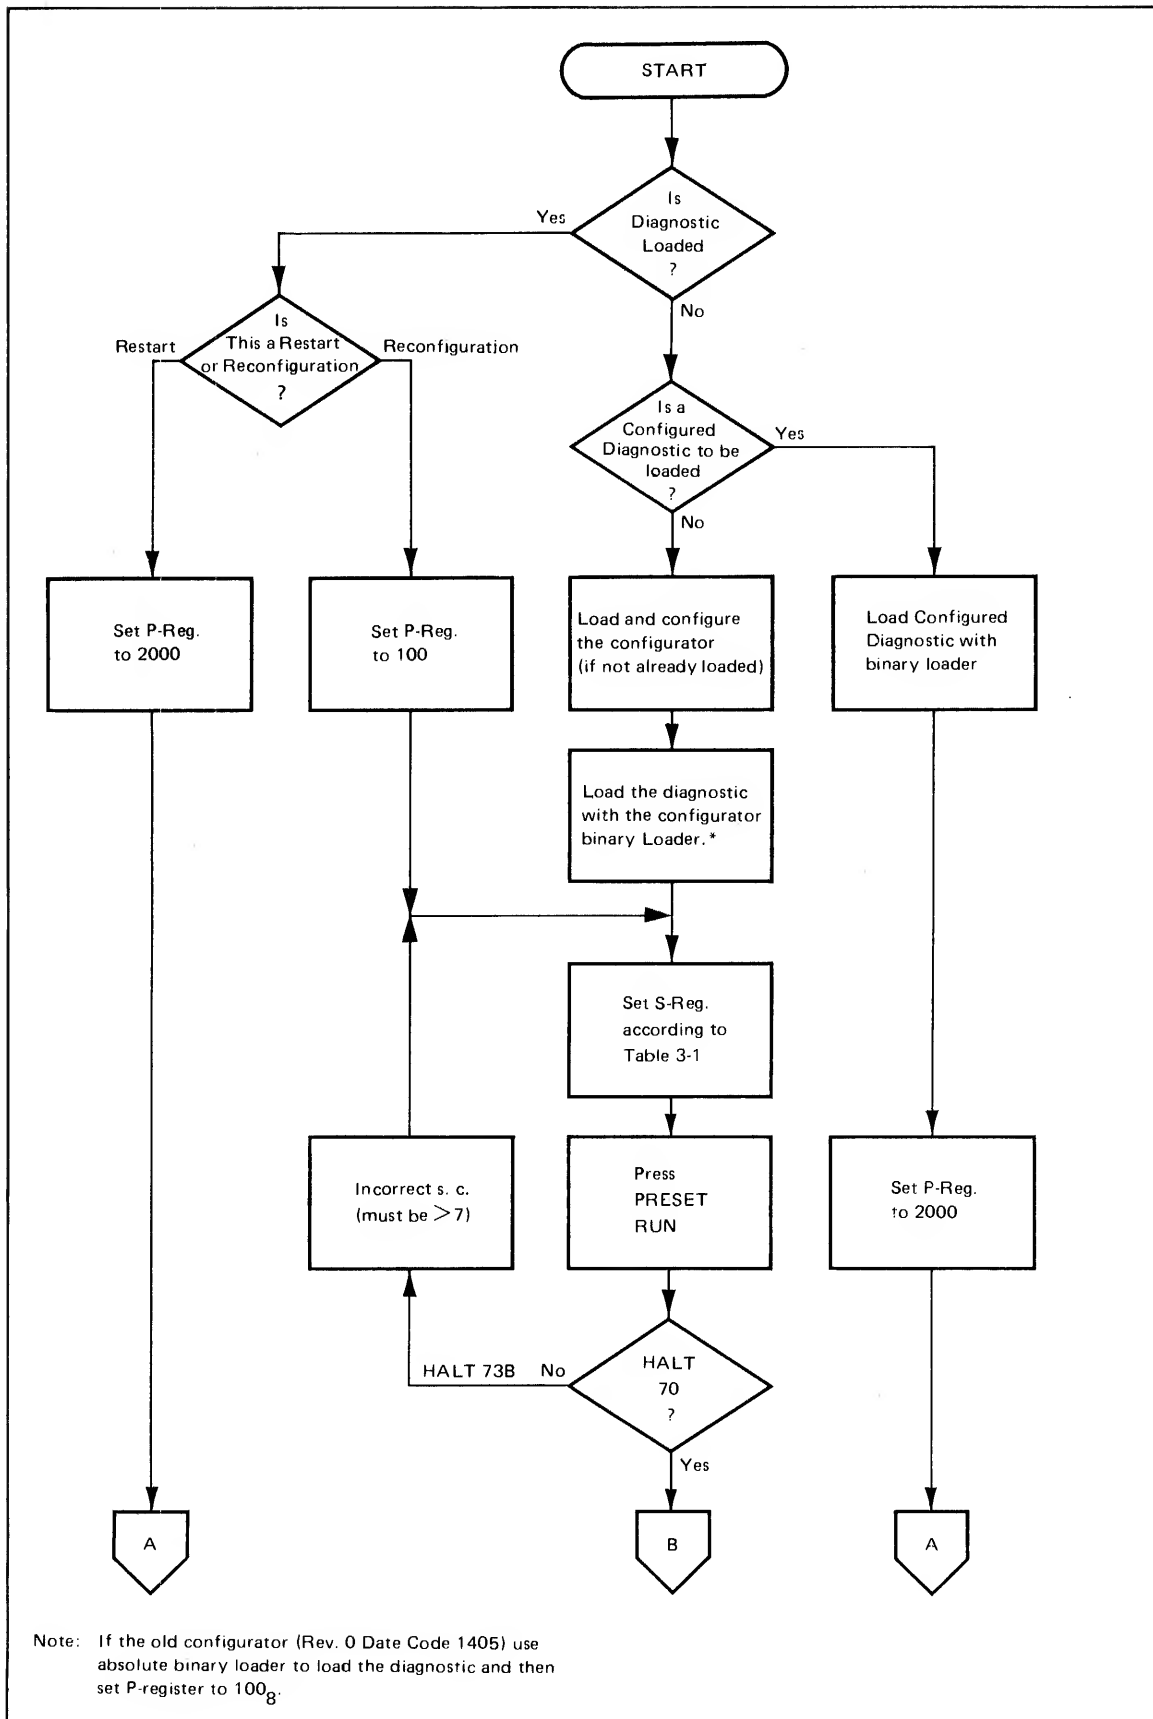 START
Is
Diagnostic
Loaded
?
Yes
No
Is
This a Restart
or Reconfiguration
?
Restart
Reconfiguration
Is a
Configured
Diagnostic to be
loaded
?
Yes
No
Set P-Reg.
to 2000
Set P-Reg.
to 100
Load and configure
the configurator
(if not already loaded)
Load Configured
Diagnostic with
binary loader
Load the diagnostic
with the configurator
binary Loader.*
Set S-Reg.
according to
Table 3-1
Incorrect s. c.
(must be >7)
Press
PRESET
RUN
Set P-Reg.
to 2000
HALT 73B No
HALT
70
?
Yes
A
B
A
Note: If the old configurator (Rev. 0 Date Code 1405) use
absolute binary loader to load the diagnostic and then
set P-register to 100₈.